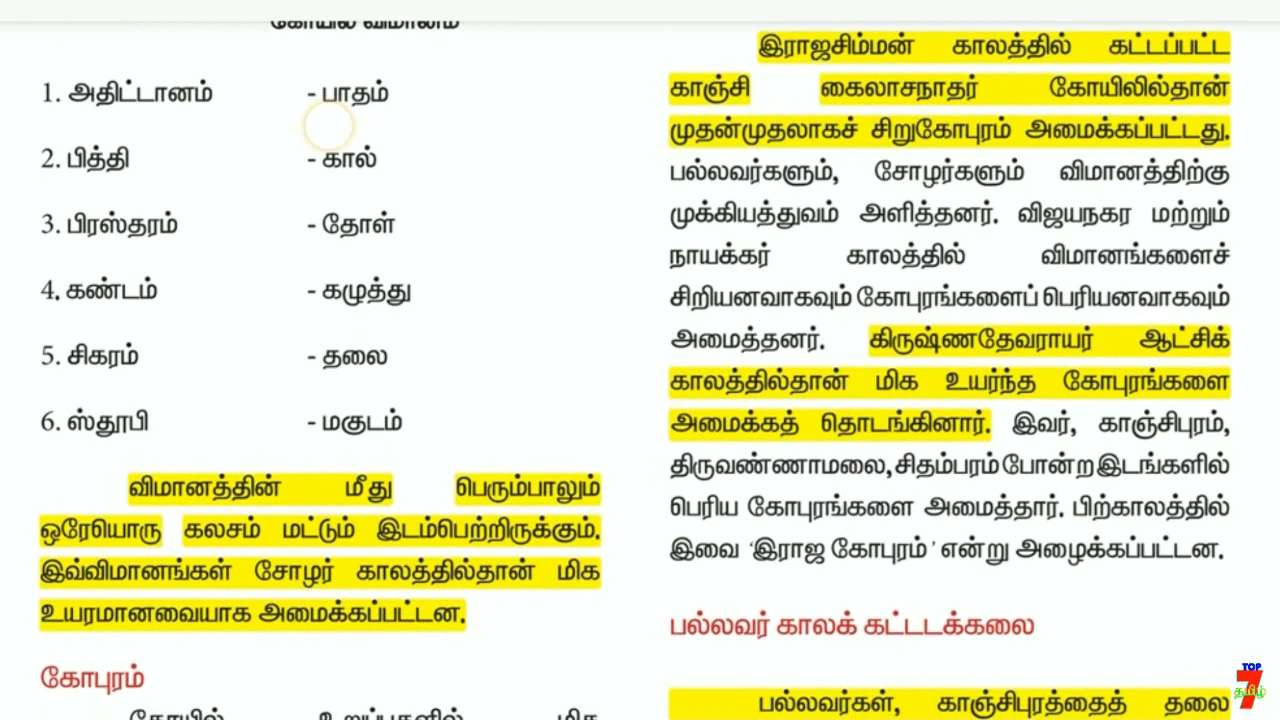 கோயில் விமானம்
1. அதிட்டானம் - பாதம்
2. பித்தி - கால்
3. பிரஸ்தரம் - தோள்
4. கண்டம் - கழுத்து
5. சிகரம் - தலை
6. ஸ்தூபி - மகுடம்
விமானத்தின் மீது பெரும்பாலும்
ஒரேயொரு கலசம் மட்டும் இடம்பெற்றிருக்கும்.
இவ்விமானங்கள் சோழர் காலத்தில்தான் மிக
உயரமானவையாக அமைக்கப்பட்டன.
கோபுரம்
கோயில் உறுப்புகளில் மிக
இராஜசிம்மன் காலத்தில் கட்டப்பட்ட
காஞ்சி கைலாசநாதர் கோயிலில்தான்
முதன்முதலாகச் சிறுகோபுரம் அமைக்கப்பட்டது.
பல்லவர்களும், சோழர்களும் விமானத்திற்கு
முக்கியத்துவம் அளித்தனர். விஜயநகர மற்றும்
நாயக்கர் காலத்தில் விமானங்களைச்
சிறியனவாகவும் கோபுரங்களைப் பெரியனவாகவும்
அமைத்தனர். கிருஷ்ணதேவராயர் ஆட்சிக்
காலத்தில்தான் மிக உயர்ந்த கோபுரங்களை
அமைக்கத் தொடங்கினார். இவர், காஞ்சிபுரம்,
திருவண்ணாமலை, சிதம்பரம் போன்ற இடங்களில்
பெரிய கோபுரங்களை அமைத்தார். பிற்காலத்தில்
இவை ‘இராஜ கோபுரம்’ என்று அழைக்கப்பட்டன.
பல்லவர் காலக் கட்டடக்கலை
பல்லவர்கள், காஞ்சிபுரத்தைத் தலை
TOP
7
தமிழ்